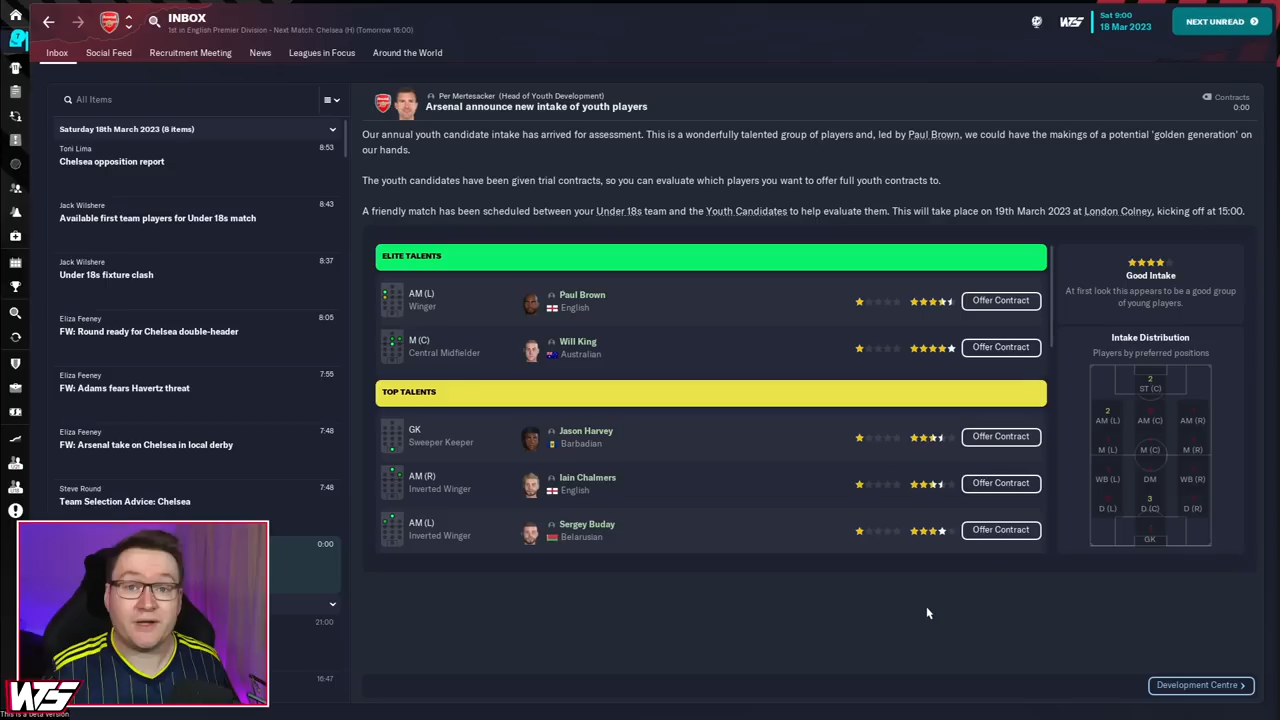 INBOX
1st in English Premier Division - Next Match: Chelsea (H) (Tomorrow 16:00)
WTS
Sat 9:00
18 Mar 2023
NEXT UNREAD
Inbox
Social Feed
Recruitment Meeting
News
Leagues in Focus
Around the World
All Items
Saturday 18th March 2023 (8 items)
Toni Lima
8:53
Chelsea opposition report
Jack Wilshere
8:43
Available first team players for Under 18s match
Jack Wilshere
8:37
Under 18s fixture clash
Eliza Feeney
8:05
FW: Round ready for Chelsea double-header
Eliza Feeney
7:55
FW: Adams fears Havertz threat
Eliza Feeney
7:48
FW: Arsenal take on Chelsea in local derby
Steve Round
7:48
Team Selection Advice: Chelsea
0:00
21:00
16:47
Per Mertesacker (Head of Youth Development)
Arsenal announce new intake of youth players
Contracts
0:00
Our annual youth candidate intake has arrived for assessment. This is a wonderfully talented group of players and, led by Paul Brown, we could have the makings of a potential 'golden generation' on
our hands.
The youth candidates have been given trial contracts, so you can evaluate which players you want to offer full youth contracts to.
A friendly match has been scheduled between your Under 18s team and the Youth Candidates to help evaluate them. This will take place on 19th March 2023 at London Colney, kicking off at 15:00.
ELITE TALENTS
AM (L)
Winger
Paul Brown
English
Offer Contract
M (C)
Central Midfielder
Will King
Australian
Offer Contract
TOP TALENTS
GK
Sweeper Keeper
Jason Harvey
Barbadian
Offer Contract
AM (R)
Inverted Winger
Iain Chalmers
English
Offer Contract
AM (L)
Inverted Winger
Sergey Buday
Belarusian
Offer Contract
Good Intake
At first look this appears to be a good group
of young players.
Intake Distribution
Players by preferred positions
2
ST (C)
2
AM (L)
AM (C)
AM (R)
M (L)
M (C)
M (R)
WB (L)
DM
WB (R)
3
D (L)
D (C)
D (R)
GK
Development Centre
WTS
This is a beta version